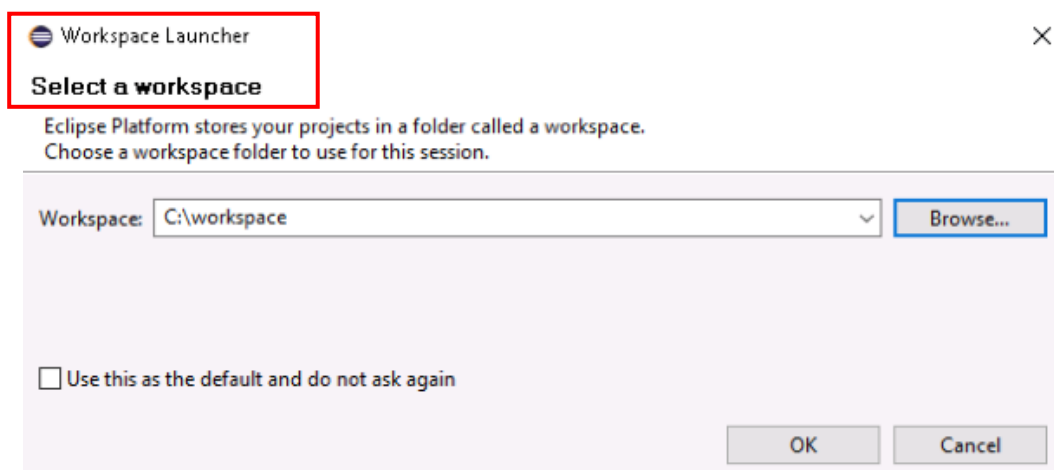 Workspace Launcher
Select a workspace
Eclipse Platform stores your projects in a folder called a workspace.
Choose a workspace folder to use for this session.
Workspace: C:\workspace Browse...
Use this as the default and do not ask again
OK Cancel